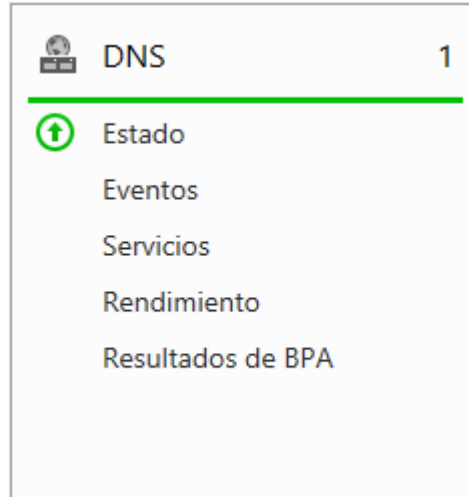 DNS 1
Estado
Eventos
Servicios
Rendimiento
Resultados de BPA